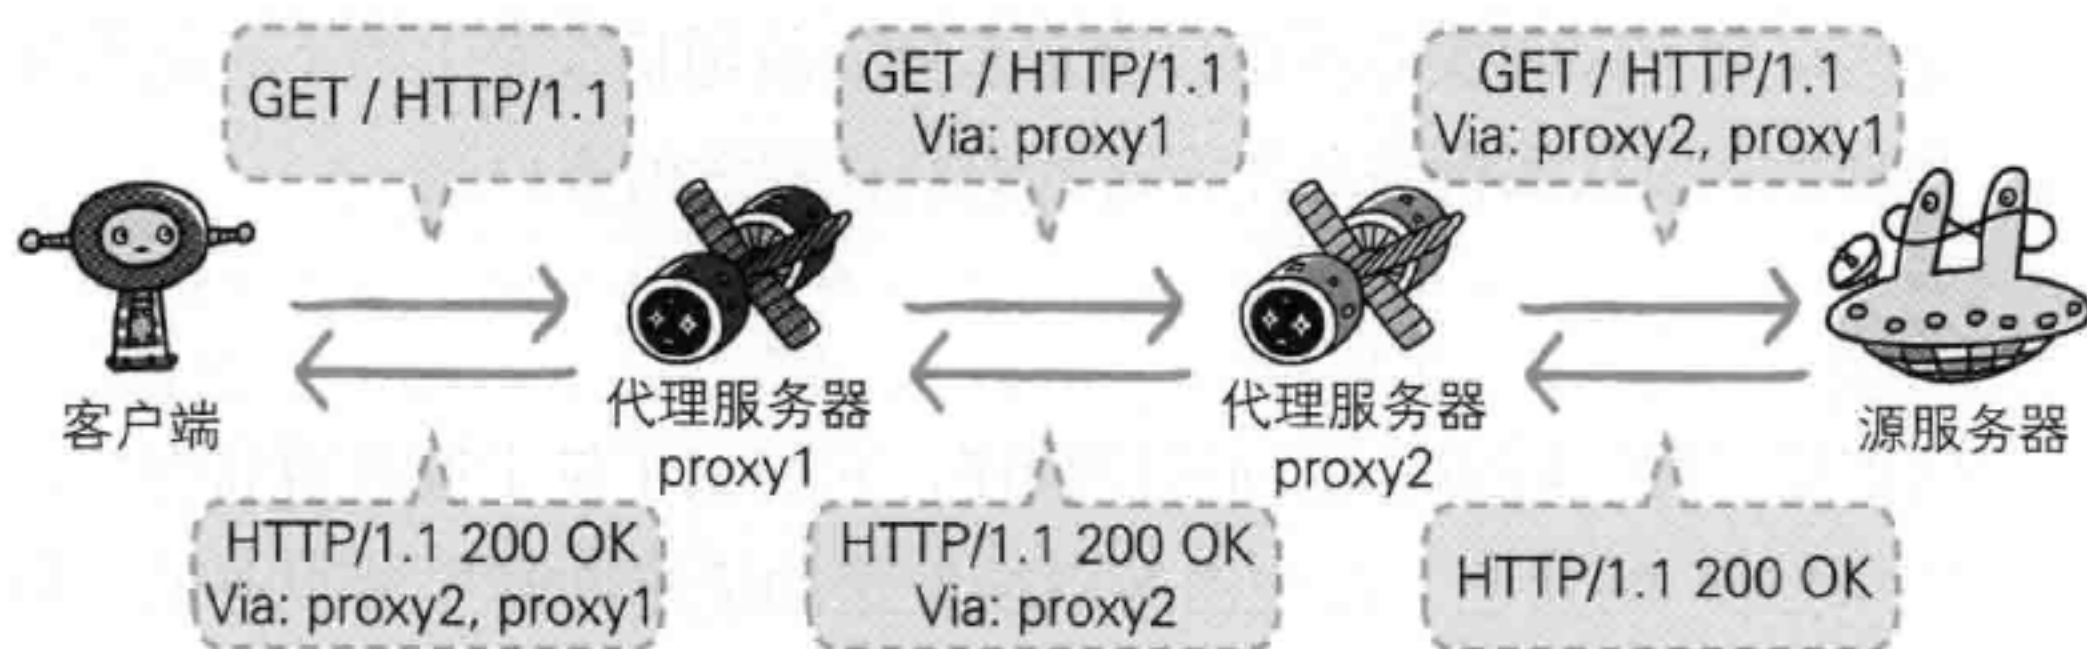 GET / HTTP/1.1
GET / HTTP/1.1
Via: proxy1
GET / HTTP/1.1
Via: proxy2, proxy1
客户端
代理服务器
proxy1
代理服务器
proxy2
源服务器
HTTP/1.1 200 OK
Via: proxy2, proxy1
HTTP/1.1 200 OK
Via: proxy2
HTTP/1.1 200 OK